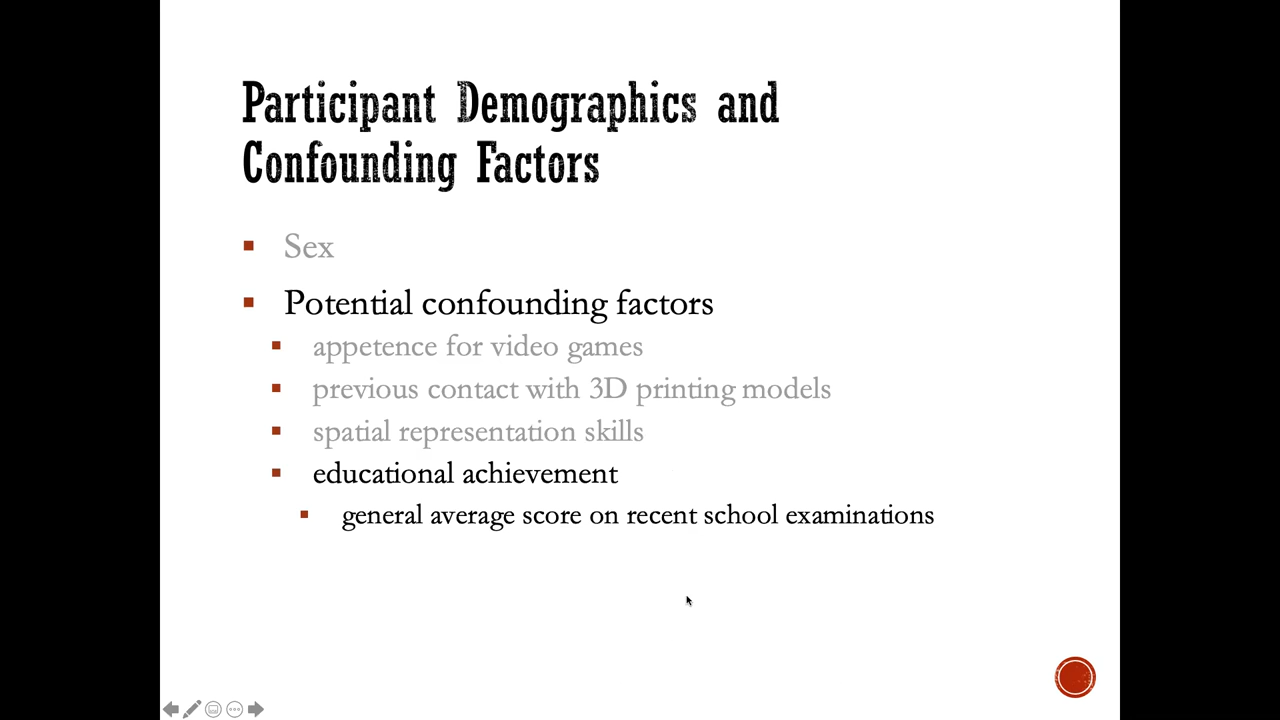 Participant Demographics and
Confounding Factors
Sex
Potential confounding factors
appetence for video games
previous contact with 3D printing models
spatial representation skills
educational achievement
general average score on recent school examinations